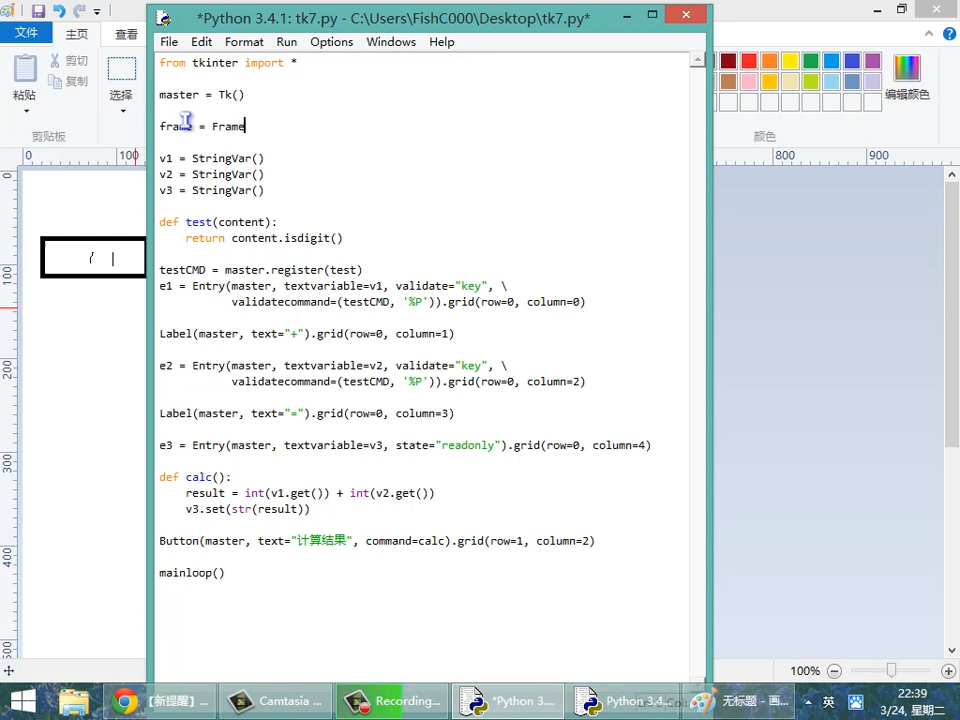 *Python 3.4.1: tk7.py - C:\Users\FishC000\Desktop\tk7.py*
文件
主页
查看
File Edit Format Run Options Windows Help
剪切
复制
粘贴
选择
剪贴板
编辑颜色
颜色
0 100
800 900
0
100
200
300
400
500
from tkinter import *
master = Tk()
frame = Frame
v1 = StringVar()
v2 = StringVar()
v3 = StringVar()
def test(content):
    return content.isdigit()
testCMD = master.register(test)
e1 = Entry(master, textvariable=v1, validate="key", \
           validatecommand=(testCMD, '%P')).grid(row=0, column=0)
Label(master, text="+").grid(row=0, column=1)
e2 = Entry(master, textvariable=v2, validate="key", \
           validatecommand=(testCMD, '%P')).grid(row=0, column=2)
Label(master, text="=").grid(row=0, column=3)
e3 = Entry(master, textvariable=v3, state="readonly").grid(row=0, column=4)
def calc():
    result = int(v1.get()) + int(v2.get())
    v3.set(str(result))
Button(master, text="计算结果", command=calc).grid(row=1, column=2)
mainloop()
100%
【新提醒】...
Camtasia ...
Recording...
*Python 3....
Python 3.4...
无标题 - 画...
英
22:39
3/24, 星期二